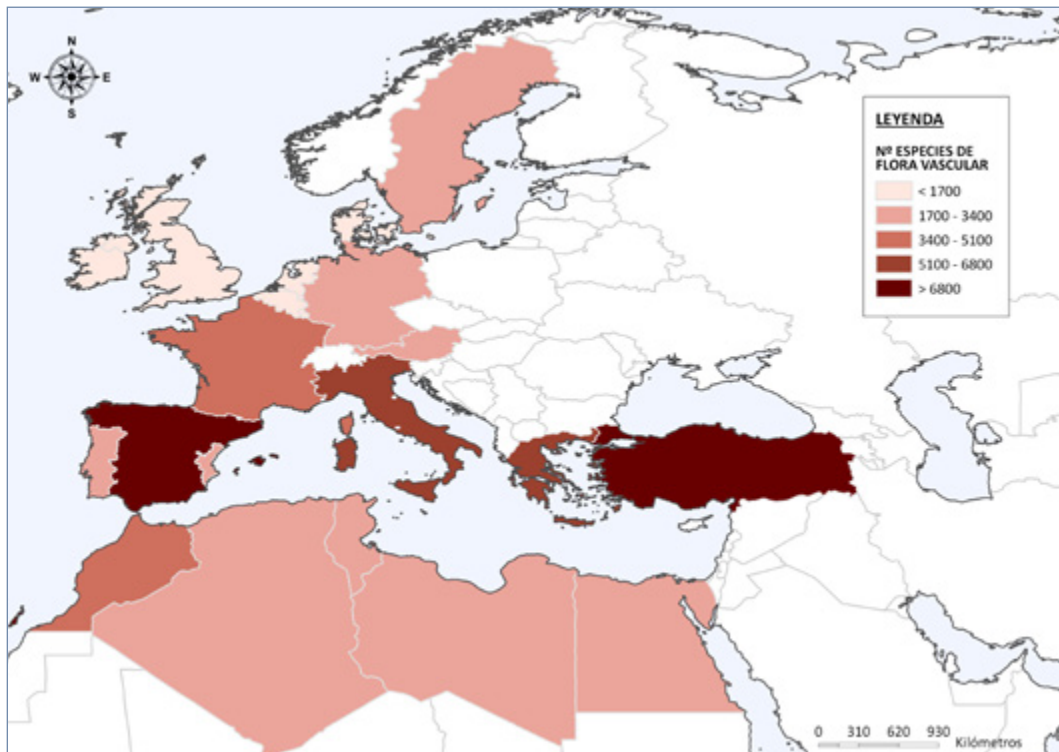 N
W E
S
LEYENDA
Nº ESPECIES DE
FLORA VASCULAR
< 1700
1700 - 3400
3400 - 5100
5100 - 6800
> 6800
0 310 620 930
Kilómetros